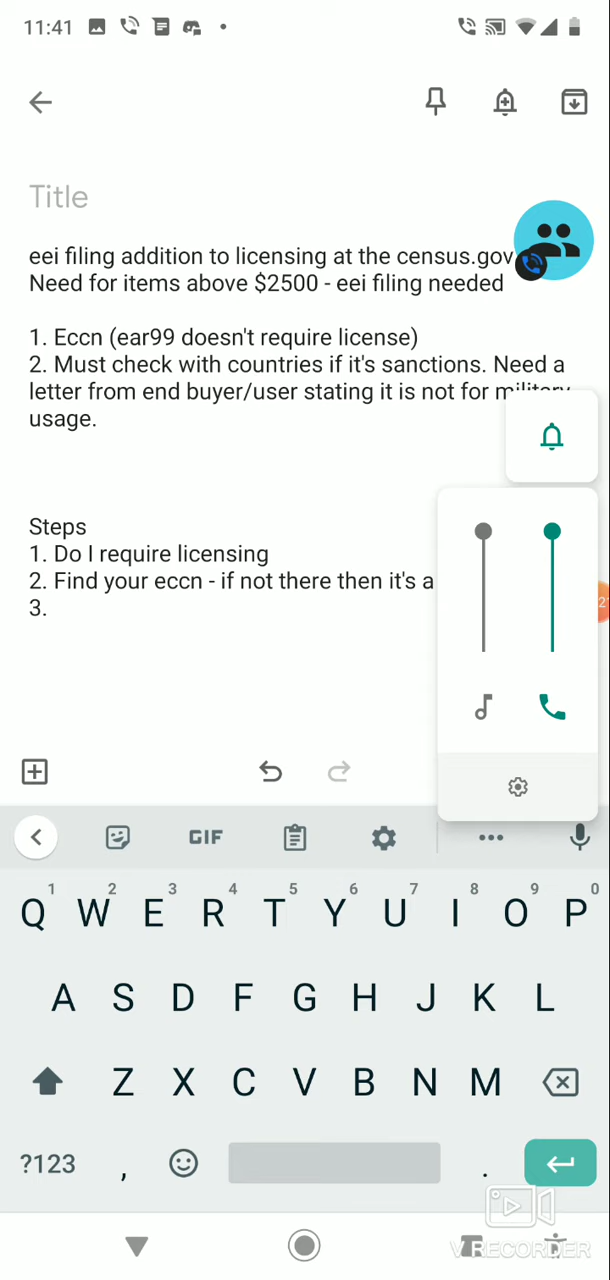 11:41
Title
eei filing addition to licensing at the census.gov
Need for items above $2500 - eei filing needed
1. Eccn (ear99 doesn't require license)
2. Must check with countries if it's sanctions. Need a
letter from end buyer/user stating it is not for military
usage.
Steps
1. Do I require licensing
2. Find your eccn - if not there then it's a
3.
GIF
1 2 3 4 5 6 7 8 9 0
Q W E R T Y U I O P
A S D F G H J K L
Z X C V B N M
?123 , .
V RECORDER